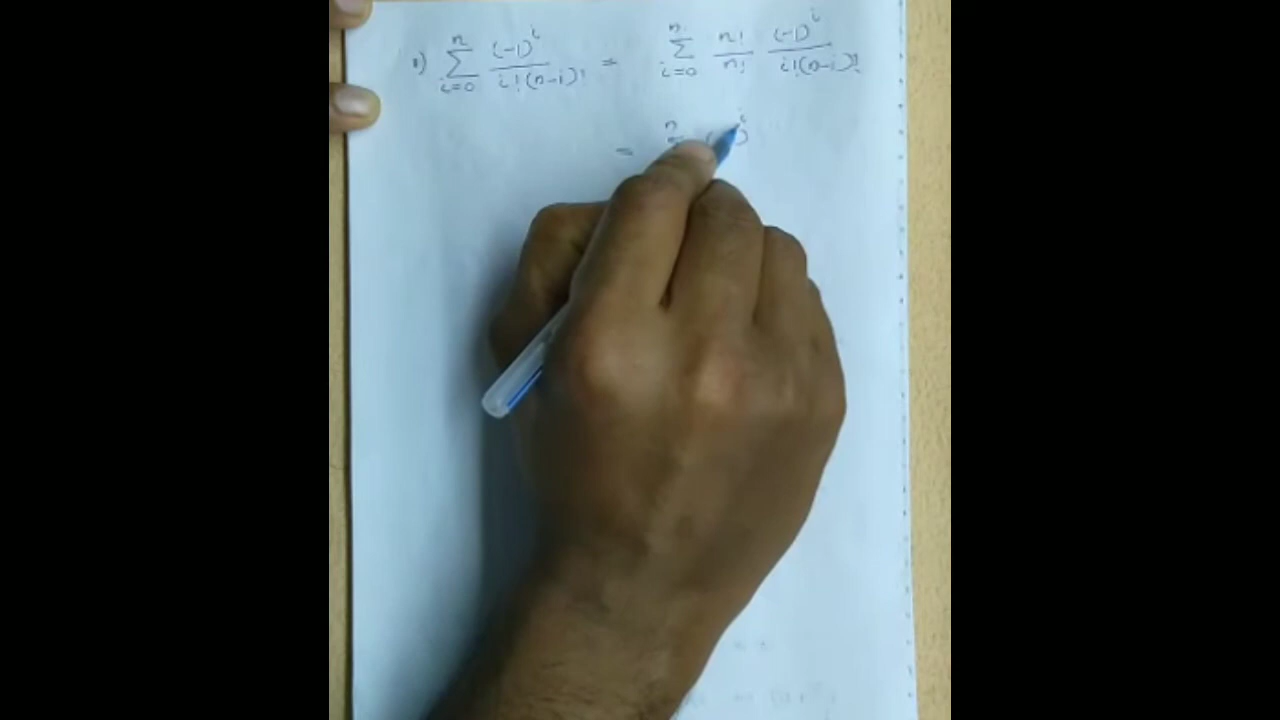 1) \sum_{i=0}^{n} \frac{(-1)^i}{i!(n-i)!} = \sum_{i=0}^{n} \frac{n!}{n!} \frac{(-1)^i}{i!(n-i)!}
= n ( )^i